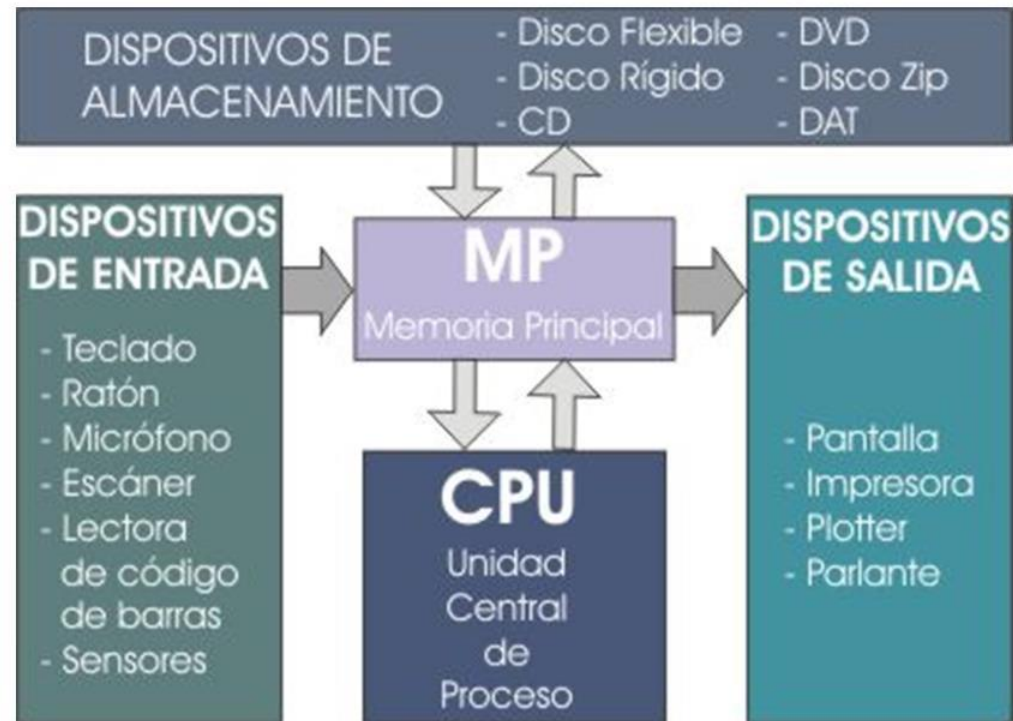 DISPOSITIVOS DE
ALMACENAMIENTO
- Disco Flexible
- Disco Rígido
- CD
- DVD
- Disco Zip
- DAT
DISPOSITIVOS
DE ENTRADA
- Teclado
- Ratón
- Micrófono
- Escáner
- Lectora
de código
de barras
- Sensores
MP
Memoria Principal
CPU
Unidad
Central
de
Proceso
DISPOSITIVOS
DE SALIDA
- Pantalla
- Impresora
- Plotter
- Parlante